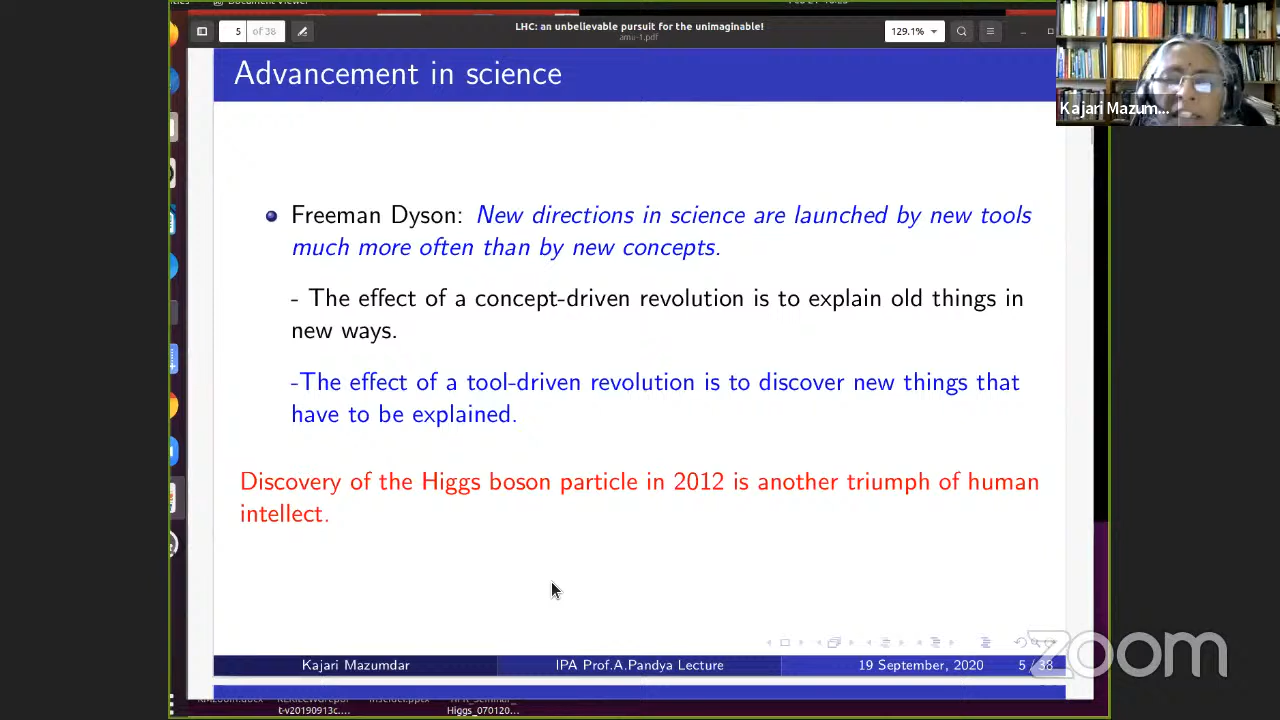 Document Viewer
5 of 38
LHC: an unbelievable pursuit for the unimaginable!
amu-1.pdf
129.1%
Advancement in science
Kajari Mazum...
Freeman Dyson: New directions in science are launched by new tools
much more often than by new concepts.
- The effect of a concept-driven revolution is to explain old things in
new ways.
-The effect of a tool-driven revolution is to discover new things that
have to be explained.
Discovery of the Higgs boson particle in 2012 is another triumph of human
intellect.
zoom
Kajari Mazumdar IPA Prof.A.Pandya Lecture 19 September, 2020 5 / 38
t-v20190913c.... Higgs_070120...